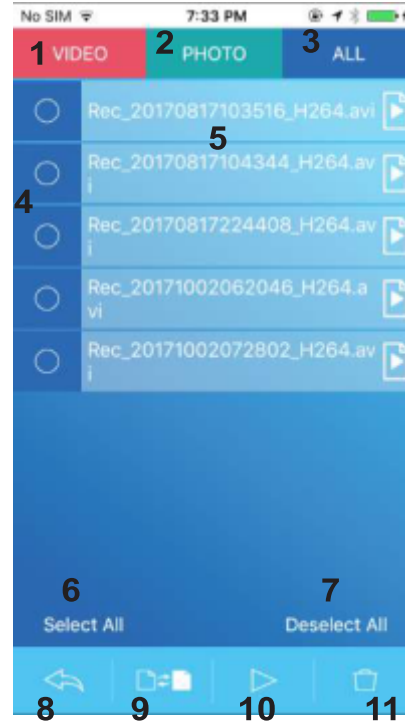 No SIM 7:33 PM
1 VIDEO 2 PHOTO 3 ALL
Rec_20170817103516_H264.avi
5
Rec_20170817104344_H264.av
i
4
Rec_20170817224408_H264.av
i
Rec_20171002062046_H264.a
vi
Rec_20171002072802_H264.av
i
6 7
Select All Deselect All
8 9 10 11